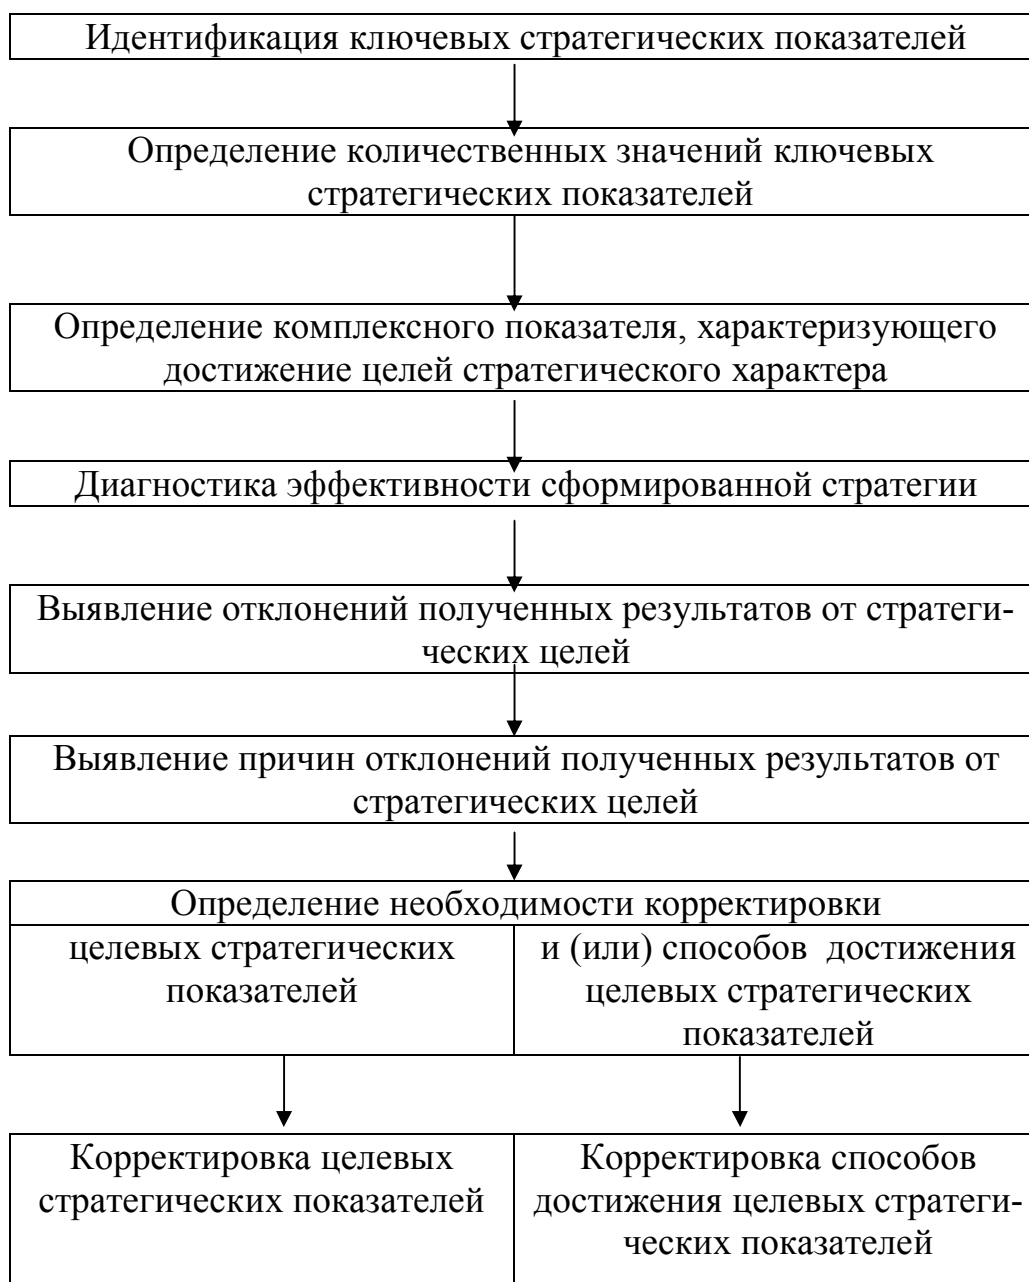 Идентификация ключевых стратегических показателей
Определение количественных значений ключевых
стратегических показателей
Определение комплексного показателя, характеризующего
достижение целей стратегического характера
Диагностика эффективности сформированной стратегии
Выявление отклонений полученных результатов от стратеги-
ческих целей
Выявление причин отклонений полученных результатов от
стратегических целей
Определение необходимости корректировки
целевых стратегических
показателей
и (или) способов достижения
целевых стратегических
показателей
Корректировка целевых
стратегических показателей
Корректировка способов
достижения целевых стратеги-
ческих показателей